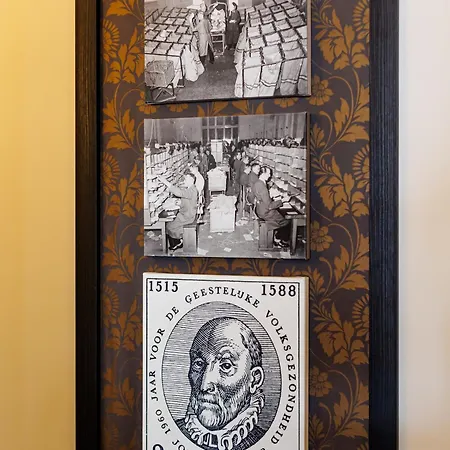 1515 1588
1960 JAAR VOOR DE GEESTELIJKE VOLKSGEZONDHEID